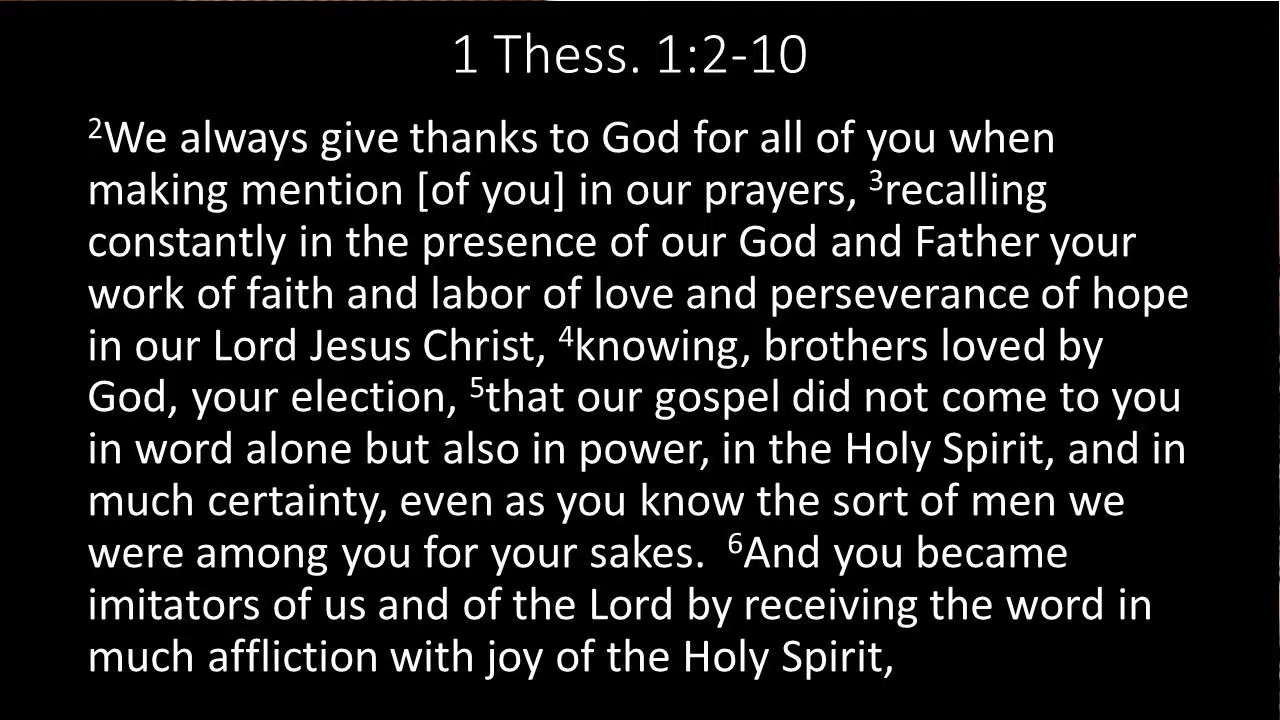 1 Thess. 1:2-10
²We always give thanks to God for all of you when
making mention [of you] in our prayers, ³recalling
constantly in the presence of our God and Father your
work of faith and labor of love and perseverance of hope
in our Lord Jesus Christ, ⁴knowing, brothers loved by
God, your election, ⁵that our gospel did not come to you
in word alone but also in power, in the Holy Spirit, and in
much certainty, even as you know the sort of men we
were among you for your sakes.  ⁶And you became
imitators of us and of the Lord by receiving the word in
much affliction with joy of the Holy Spirit,